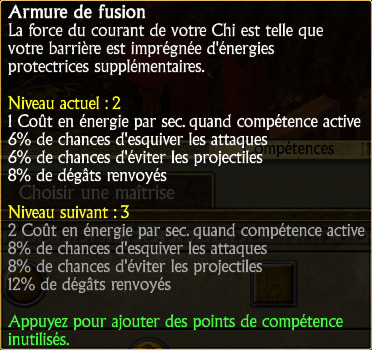 Armure de fusion
La force du courant de votre Chi est telle que
votre barrière est imprégnée d'énergies
protectrices supplémentaires.
Niveau actuel : 2
1 Coût en énergie par sec. quand compétence active
6% de chances d'esquiver les attaques
6% de chances d'éviter les projectiles
Compétences
8% de dégâts renvoyés
Choisir une maîtrise
Niveau suivant : 3
2 Coût en énergie par sec. quand compétence active
8% de chances d'esquiver les attaques
8% de chances d'éviter les projectiles
12% de dégâts renvoyés
Appuyez pour ajouter des points de compétence
inutilisés.